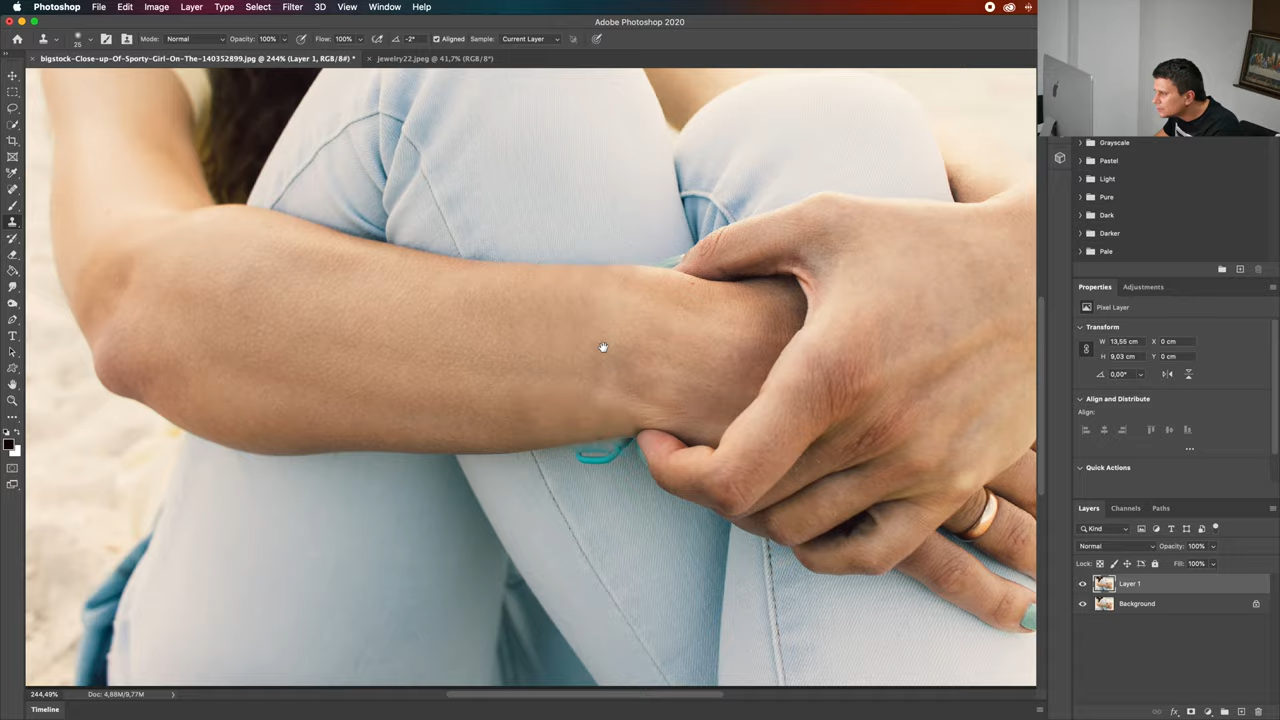 Photoshop File Edit Image Layer Type Select Filter 3D View Window Help
Adobe Photoshop 2020
25 Mode: Normal Opacity: 100% Flow: 100% -2° Aligned Sample: Current Layer
bigstock-Close-up-Of-Sporty-Girl-On-The-140352899.jpg @ 244% (Layer 1, RGB/8#) * jewelry22.jpeg @ 41,7% (RGB/8*)
Grayscale
Pastel
Light
Pure
Dark
Darker
Pale
Properties Adjustments
Pixel Layer
Transform
W 13,55 cm X 0 cm
H 9,03 cm Y 0 cm
0,00°
Align and Distribute
Align:
Quick Actions
Layers Channels Paths
Kind
Normal Opacity: 100%
Lock: Fill: 100%
Layer 1
Background
244,49% Doc: 4,88M/9,77M
Timeline